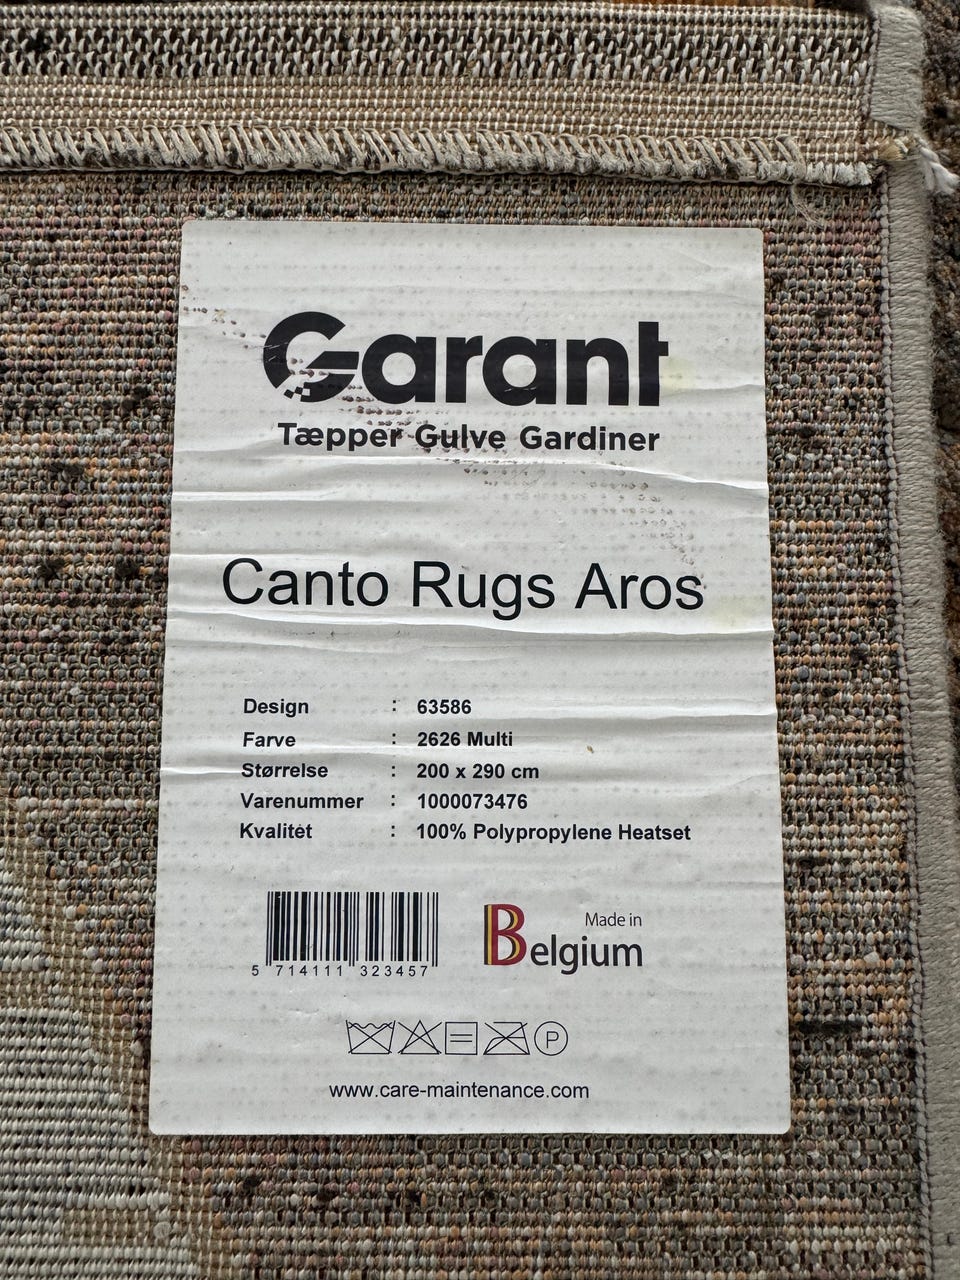 Garant
Tæpper Gulve Gardiner
Canto Rugs Aros
Design : 63586
Farve : 2626 Multi
Størrelse : 200 x 290 cm
Varenummer : 1000073476
Kvalitet : 100% Polypropylene Heatset
5 714111 323457
Made in
Belgium
P
www.care-maintenance.com